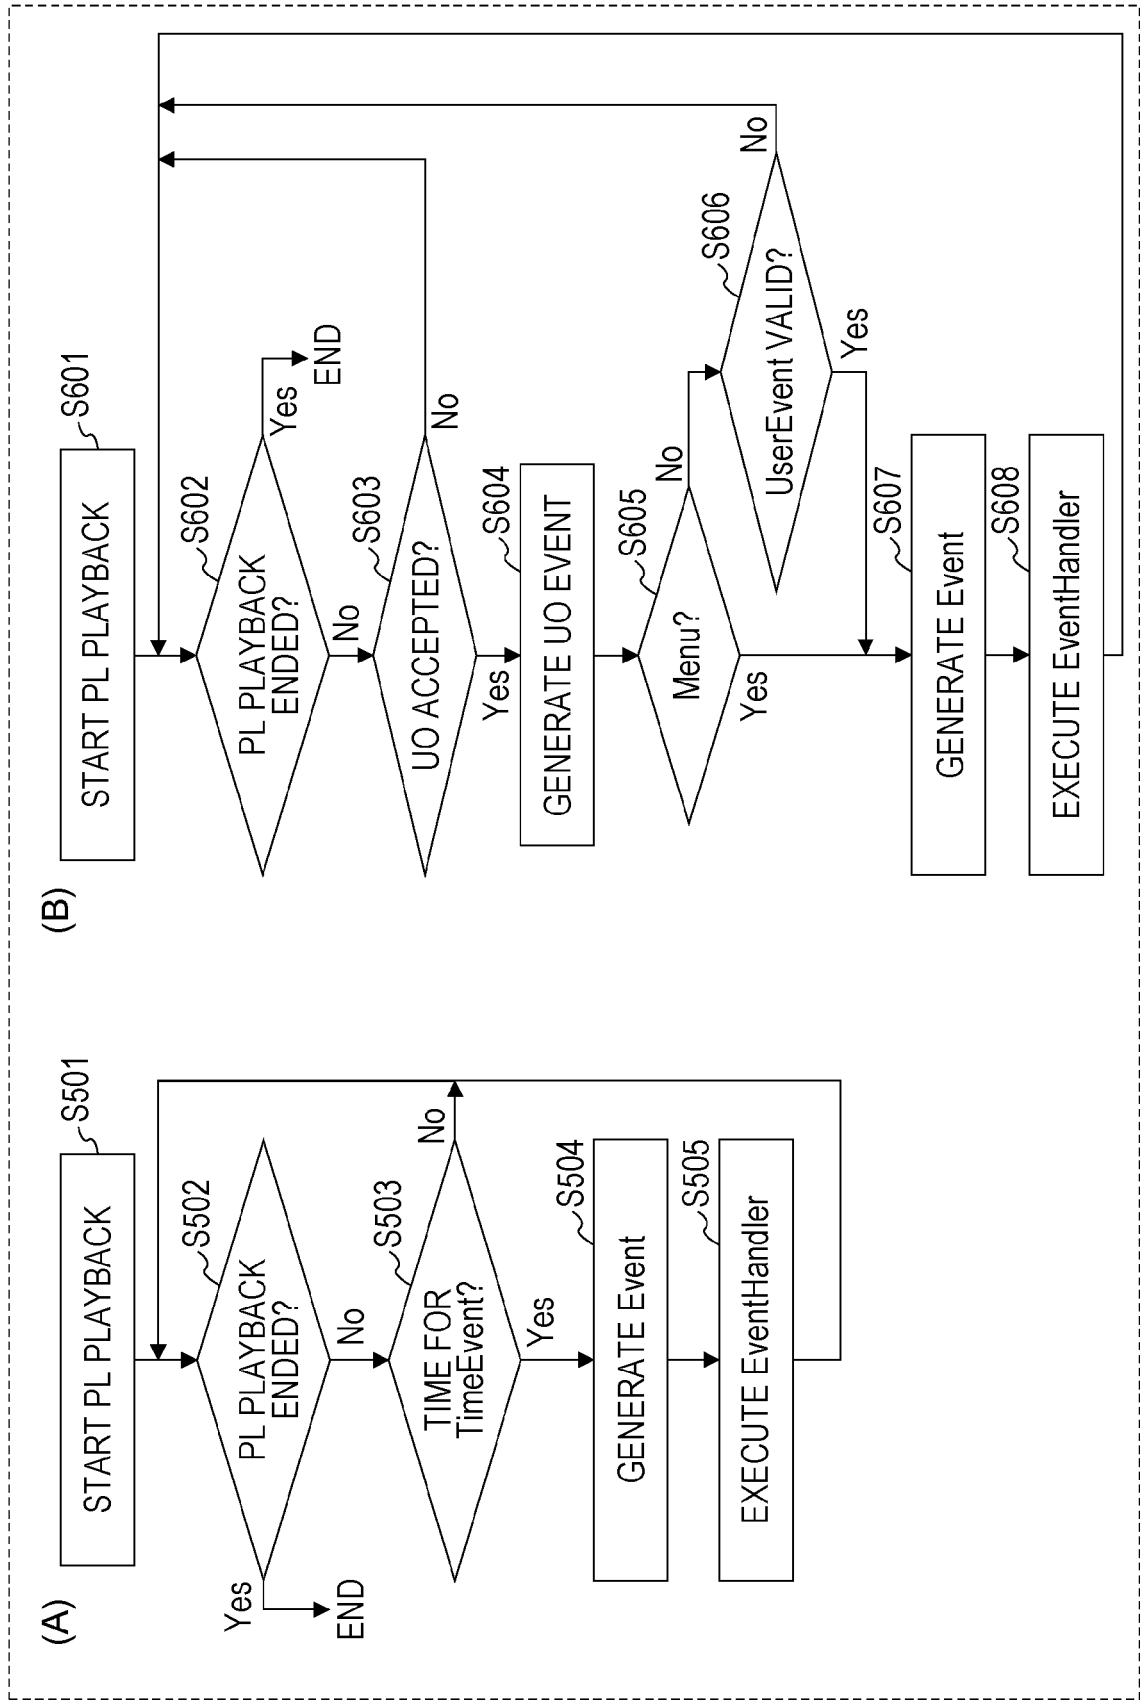 (A)
START PL PLAYBACK
S501
PL PLAYBACK
ENDED?
S502
Yes
END
No
TIME FOR
TimeEvent?
S503
No
Yes
GENERATE Event
S504
EXECUTE EventHandler
S505
(B)
START PL PLAYBACK
S601
PL PLAYBACK
ENDED?
S602
Yes
END
No
UO ACCEPTED?
S603
No
Yes
GENERATE UO EVENT
S604
Menu?
S605
No
Yes
UserEvent VALID?
S606
No
Yes
GENERATE Event
S607
EXECUTE EventHandler
S608